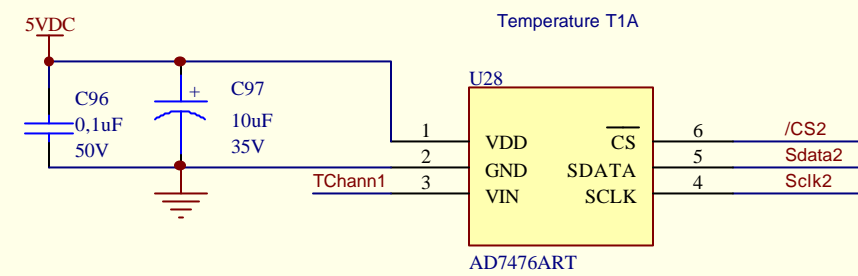 Temperature T1A
5VDC
U28
C96
0,1uF
50V
+
C97
10uF
35V
1
VDD
CS
6
/CS2
2
GND
SDATA
5
Sdata2
TChann1
3
VIN
SCLK
4
Sclk2
AD7476ART